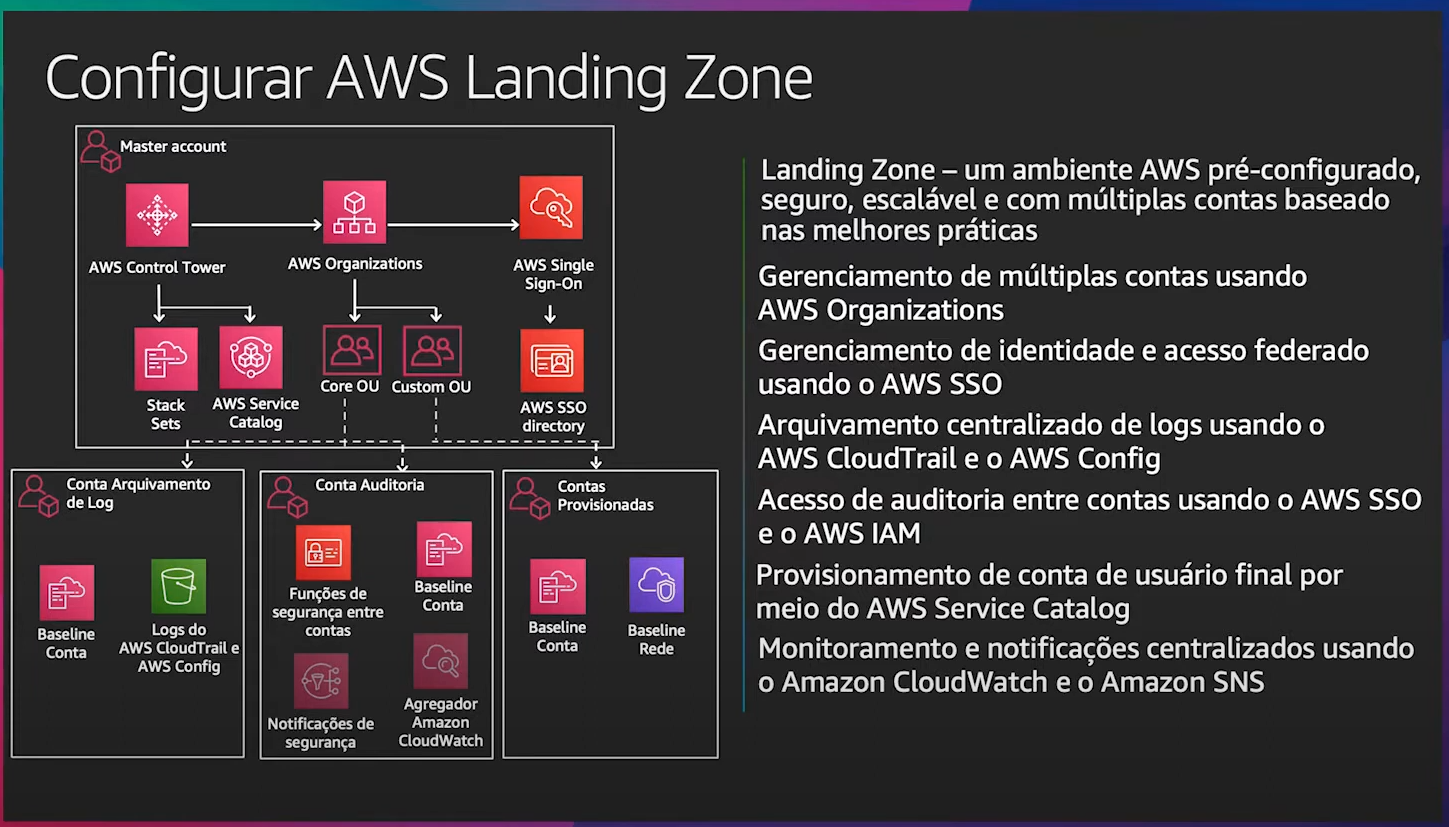 Configurar AWS Landing Zone
Master account
AWS Control Tower
AWS Organizations
AWS Single
Sign-On
Stack
Sets
AWS Service
Catalog
Core OU
Custom OU
AWS SSO
directory
Conta Arquivamento
de Log
Baseline
Conta
Logs do
AWS CloudTrail e
AWS Config
Conta Auditoria
Funções de
segurança entre
contas
Baseline
Conta
Notificações de
segurança
Agregador
Amazon
CloudWatch
Contas
Provisionadas
Baseline
Conta
Baseline
Rede
Landing Zone – um ambiente AWS pré-configurado,
seguro, escalável e com múltiplas contas baseado
nas melhores práticas
Gerenciamento de múltiplas contas usando
AWS Organizations
Gerenciamento de identidade e acesso federado
usando o AWS SSO
Arquivamento centralizado de logs usando o
AWS CloudTrail e o AWS Config
Acesso de auditoria entre contas usando o AWS SSO
e o AWS IAM
Provisionamento de conta de usuário final por
meio do AWS Service Catalog
Monitoramento e notificações centralizados usando
o Amazon CloudWatch e o Amazon SNS